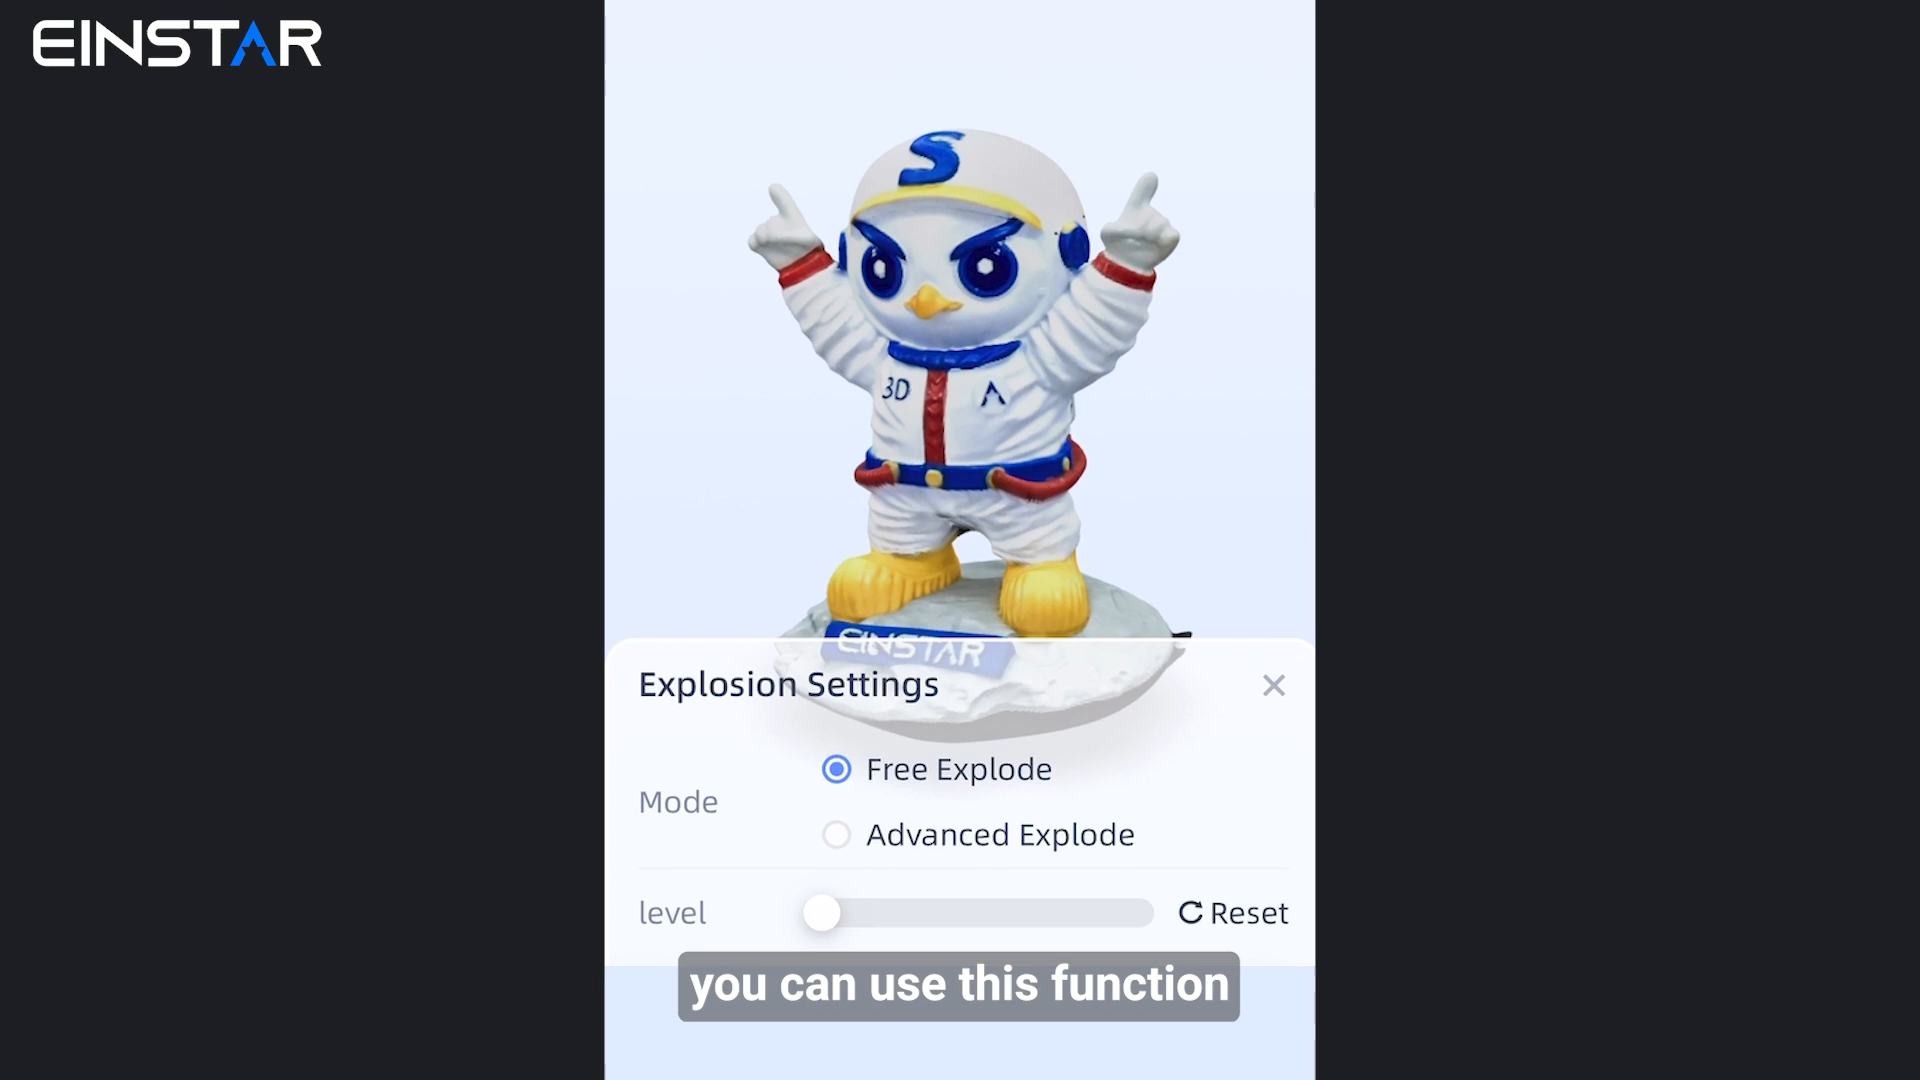 EINSTAR
S
3D
EINSTAR
Explosion Settings
Mode
Free Explode
Advanced Explode
level
Reset
you can use this function